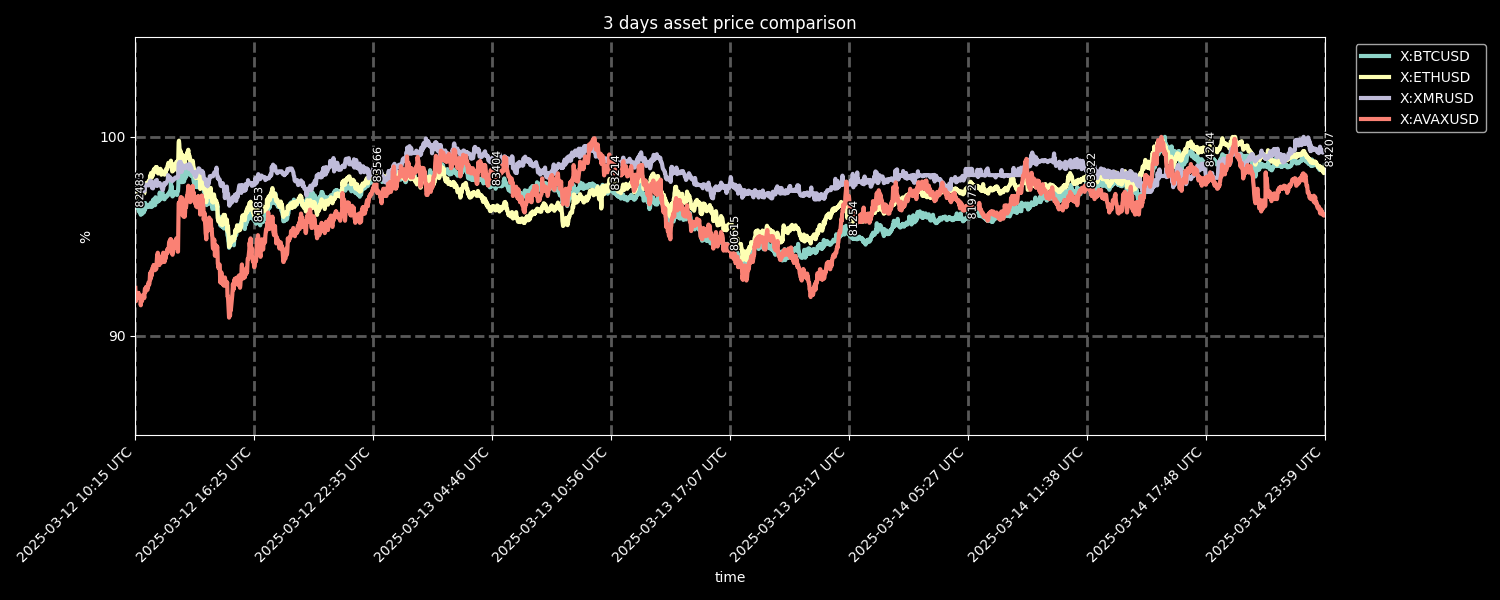 3 days asset price comparison
X:BTCUSD
X:ETHUSD
X:XMRUSD
X:AVAXUSD
100
90
%
82483
81853
83566
83404
83214
80615
81254
81972
83322
84214
84207
2025-03-12 10:15 UTC
2025-03-12 16:25 UTC
2025-03-12 22:35 UTC
2025-03-13 04:46 UTC
2025-03-13 10:56 UTC
2025-03-13 17:07 UTC
2025-03-13 23:17 UTC
2025-03-14 05:27 UTC
2025-03-14 11:38 UTC
2025-03-14 17:48 UTC
2025-03-14 23:59 UTC
time